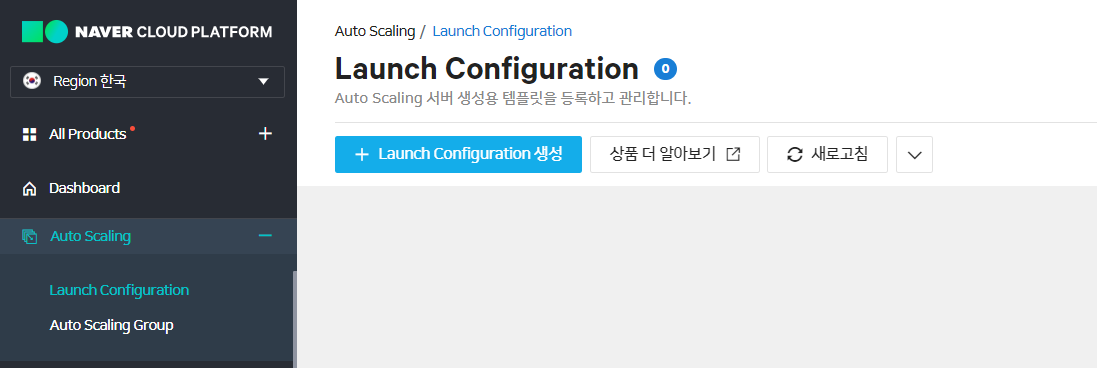 NAVER CLOUD PLATFORM
Region 한국
All Products
Dashboard
Auto Scaling
Launch Configuration
Auto Scaling Group
Auto Scaling / Launch Configuration
Launch Configuration 0
Auto Scaling 서버 생성용 템플릿을 등록하고 관리합니다.
+ Launch Configuration 생성 상품 더 알아보기 새로고침